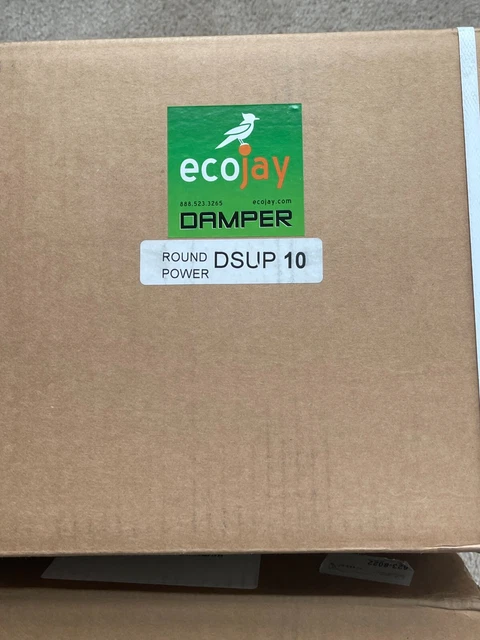 ecojay
888.523.3265 ecojay.com
DAMPER
ROUND DSUP 10
POWER